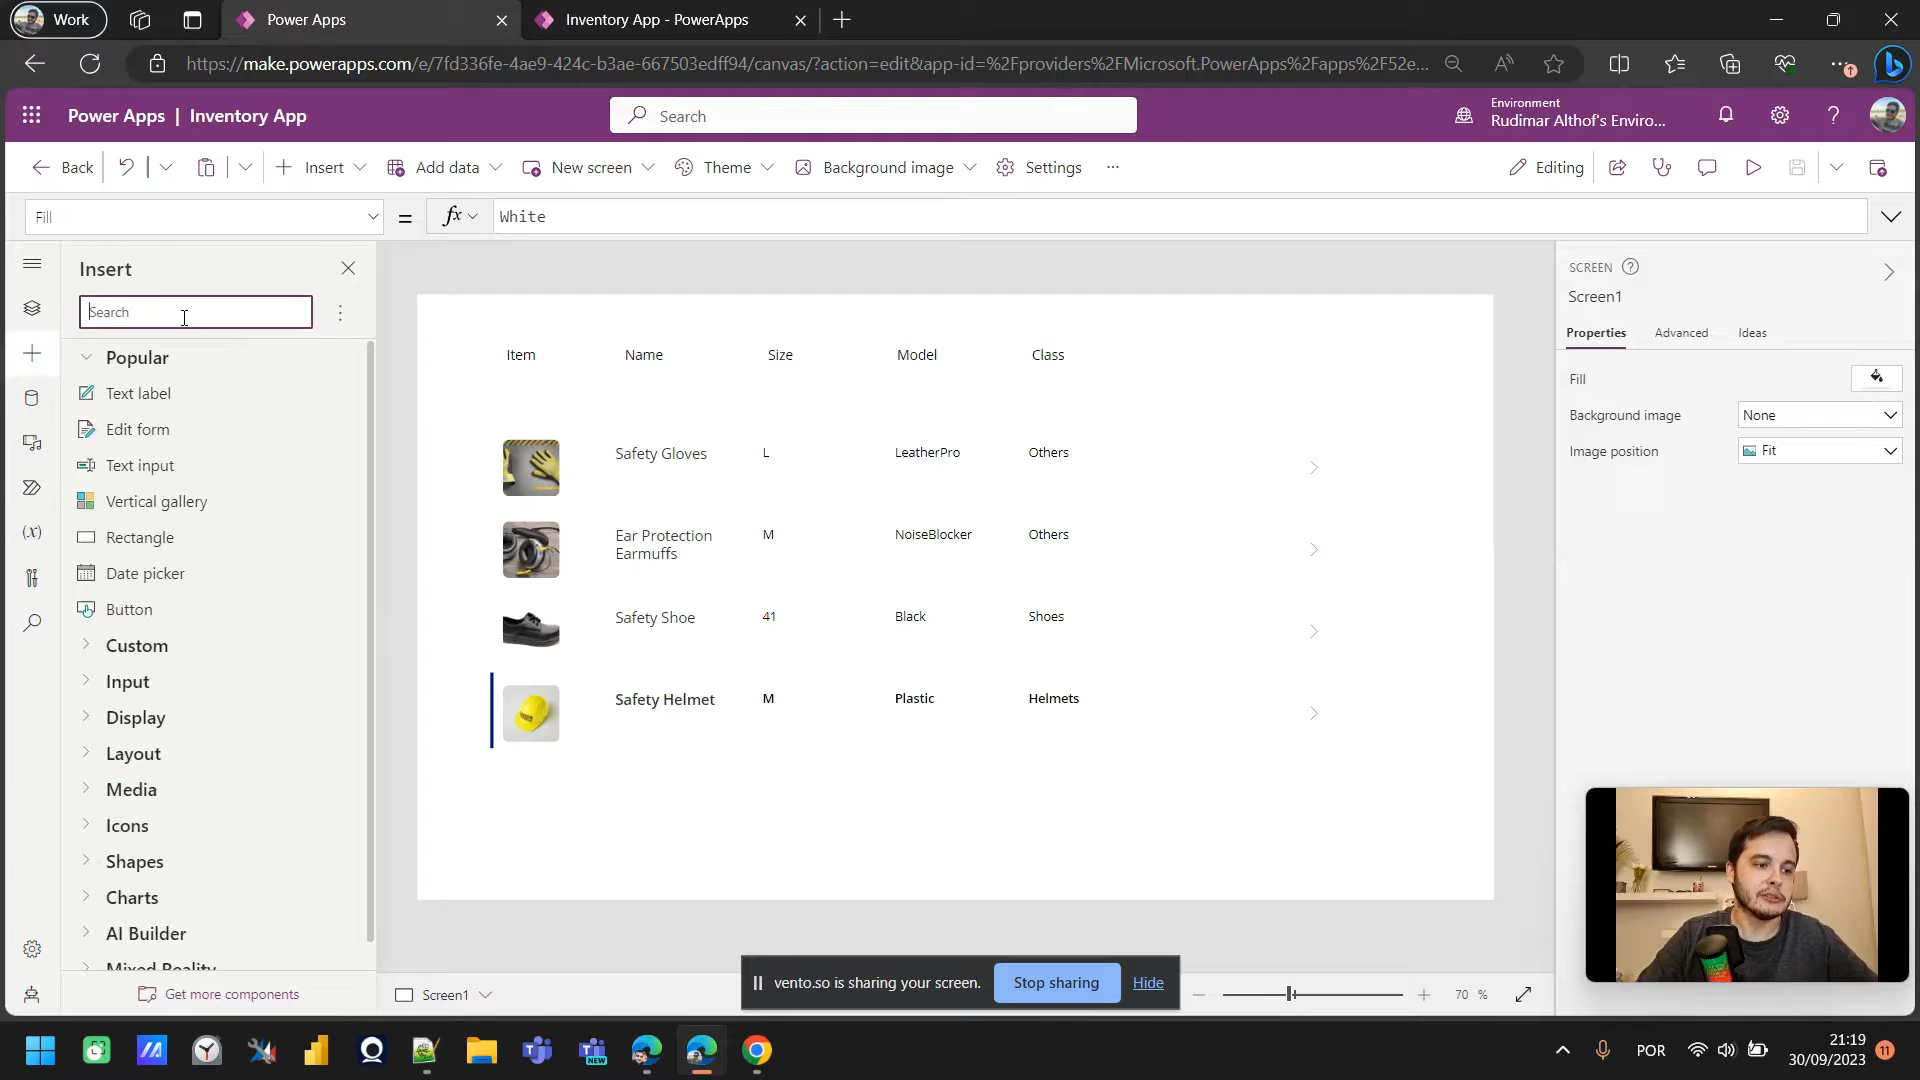 Work
Power Apps
Inventory App - PowerApps
https://make.powerapps.com/e/7fd336fe-4ae9-424c-b3ae-667503edff94/canvas/?action=edit&app-id=%2Fproviders%2FMicrosoft.PowerApps%2Fapps%2F52e...
Power Apps | Inventory App
Search
Environment
Rudimar Althof's Enviro...
Back
Insert
Add data
New screen
Theme
Background image
Settings
...
Editing
Fill
=
fx
White
Insert
Search
Popular
Text label
Edit form
Text input
Vertical gallery
Rectangle
Date picker
Button
Custom
Input
Display
Layout
Media
Icons
Shapes
Charts
AI Builder
Mixed Reality
Get more components
Item Name Size Model Class
Safety Gloves L LeatherPro Others
Ear Protection M NoiseBlocker Others
Earmuffs
Safety Shoe 41 Black Shoes
Safety Helmet M Plastic Helmets
SCREEN
Screen1
Properties Advanced Ideas
Fill
Background image None
Image position Fit
Screen1
vento.so is sharing your screen. Stop sharing Hide
70 %
NEW
POR
21:19
30/09/2023
11